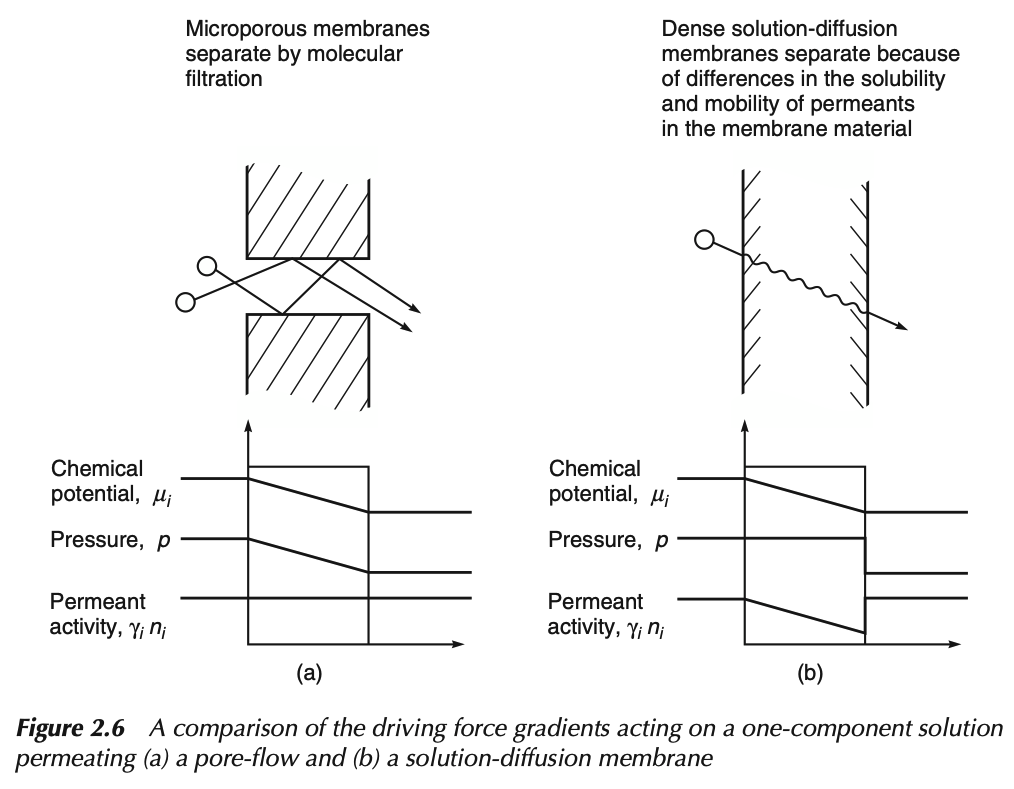 Microporous membranes
separate by molecular
filtration
Dense solution-diffusion
membranes separate because
of differences in the solubility
and mobility of permeants
in the membrane material
Chemical
potential, μi
Pressure, p
Permeant
activity, γi ni
(a)
Chemical
potential, μi
Pressure, p
Permeant
activity, γi ni
(b)
Figure 2.6 A comparison of the driving force gradients acting on a one-component solution
permeating (a) a pore-flow and (b) a solution-diffusion membrane